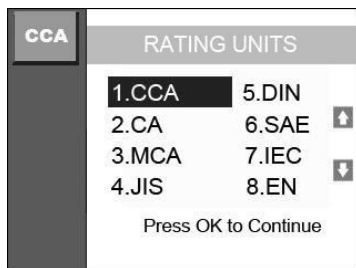 CCA
RATING UNITS
1.CCA 5.DIN
2.CA 6.SAE
3.MCA 7.IEC
4.JIS 8.EN
Press OK to Continue